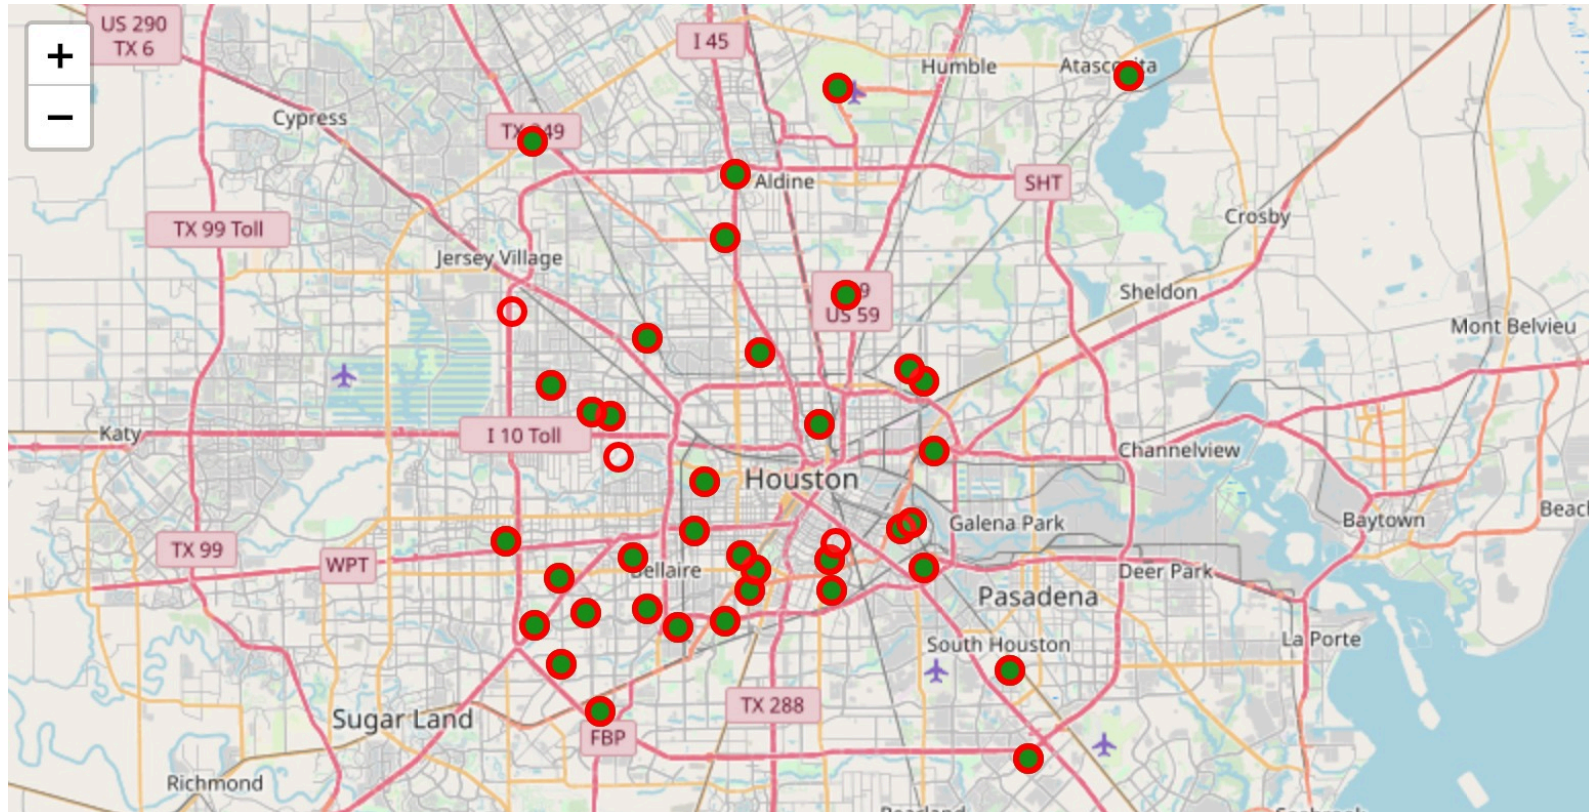 US 290
TX 6
+
−
I 45
Humble
Cypress
Aldine
SHT
TX 99 Toll
Crosby
Jersey Village
US 59
Sheldon
Mont Belvieu
Katy
I 10 Toll
Channelview
Houston
Galena Park
Baytown
TX 99
WPT
Bellaire
Deer Park
Pasadena
South Houston
La Porte
Sugar Land
TX 288
FBP
Richmond